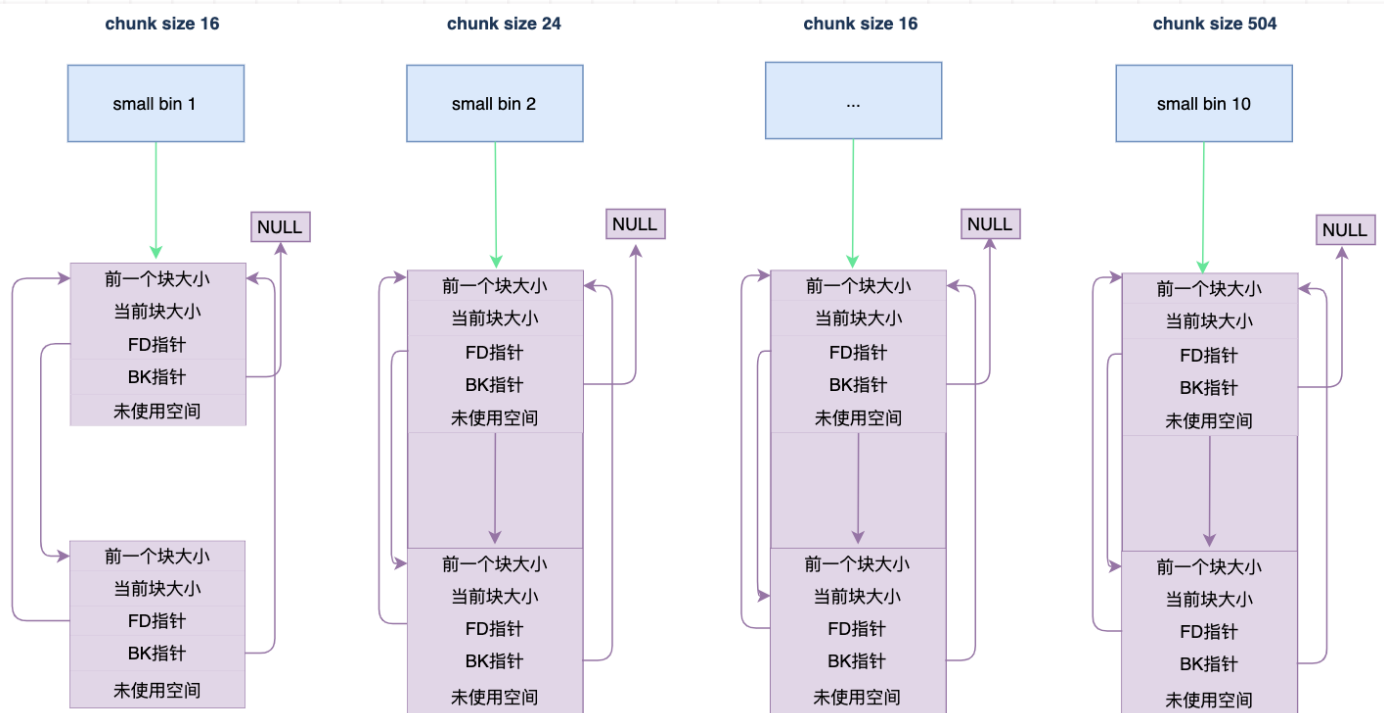 chunk size 16
chunk size 24
chunk size 16
chunk size 504
small bin 1
small bin 2
...
small bin 10
NULL
NULL
NULL
NULL
前一个块大小
当前块大小
FD指针
BK指针
未使用空间
前一个块大小
当前块大小
FD指针
BK指针
未使用空间
前一个块大小
当前块大小
FD指针
BK指针
未使用空间
前一个块大小
当前块大小
FD指针
BK指针
未使用空间
前一个块大小
当前块大小
FD指针
BK指针
未使用空间
前一个块大小
当前块大小
FD指针
BK指针
未使用空间
前一个块大小
当前块大小
FD指针
BK指针
未使用空间
前一个块大小
当前块大小
FD指针
BK指针
未使用空间